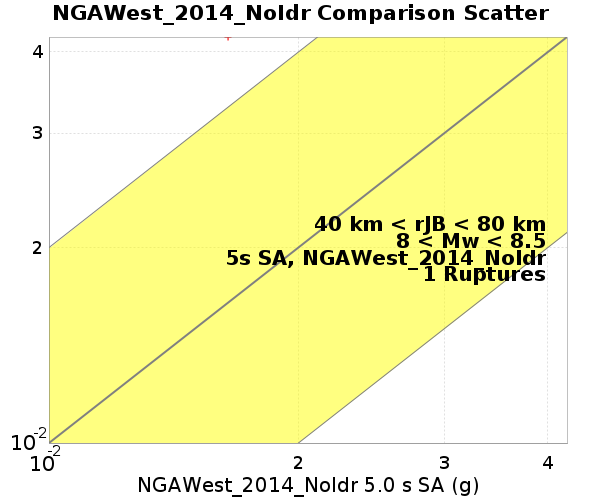 NGAWest_2014_NoIdr Comparison Scatter
4
3
2
10-2
40 km < rJB < 80 km
8 < Mw < 8.5
5s SA, NGAWest_2014_NoIdr
1 Ruptures
10-2
2
3
4
NGAWest_2014_NoIdr 5.0 s SA (g)